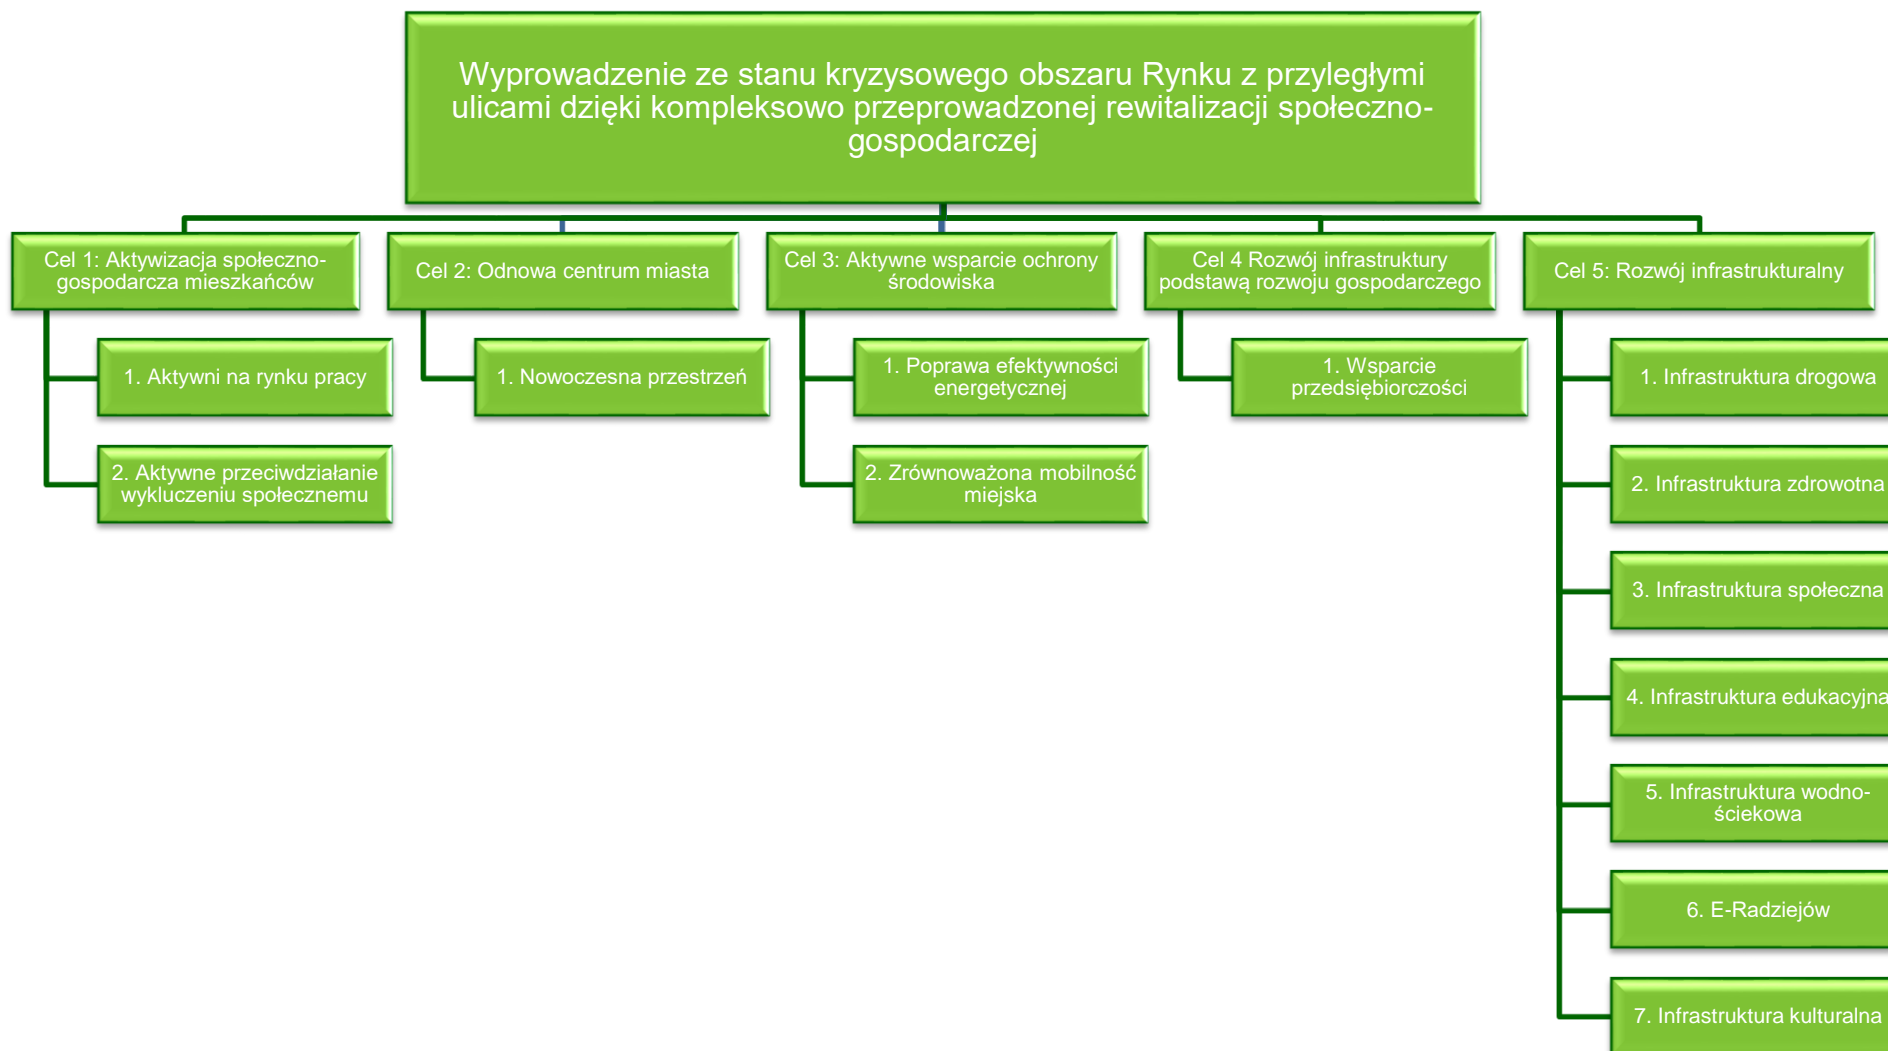 Wyprowadzenie ze stanu kryzysowego obszaru Rynku z przyległymi
ulicami dzięki kompleksowo przeprowadzonej rewitalizacji społeczno-
gospodarczej
Cel 1: Aktywizacja społeczno-
gospodarcza mieszkańców
1. Aktywni na rynku pracy
2. Aktywne przeciwdziałanie
wykluczeniu społecznemu
Cel 2: Odnowa centrum miasta
1. Nowoczesna przestrzeń
Cel 3: Aktywne wsparcie ochrony
środowiska
1. Poprawa efektywności
energetycznej
2. Zrównoważona mobilność
miejska
Cel 4 Rozwój infrastruktury
podstawą rozwoju gospodarczego
1. Wsparcie
przedsiębiorczości
Cel 5: Rozwój infrastrukturalny
1. Infrastruktura drogowa
2. Infrastruktura zdrowotna
3. Infrastruktura społeczna
4. Infrastruktura edukacyjna
5. Infrastruktura wodno-
ściekowa
6. E-Radziejów
7. Infrastruktura kulturalna